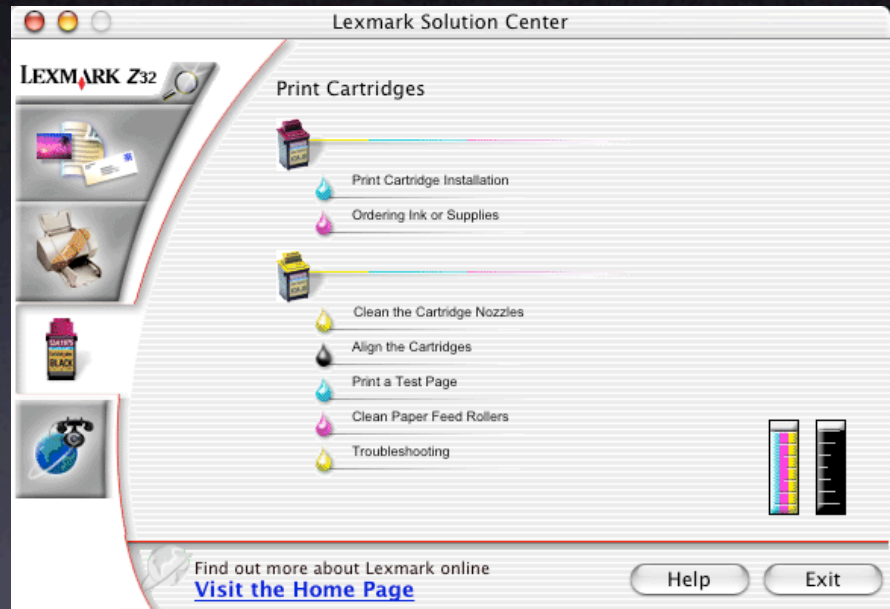 Lexmark Solution Center
LEXMARK Z32
Print Cartridges
Print Cartridge Installation
Ordering Ink or Supplies
Clean the Cartridge Nozzles
Align the Cartridges
Print a Test Page
Clean Paper Feed Rollers
Troubleshooting
BLACK
Find out more about Lexmark online
Visit the Home Page
Help
Exit